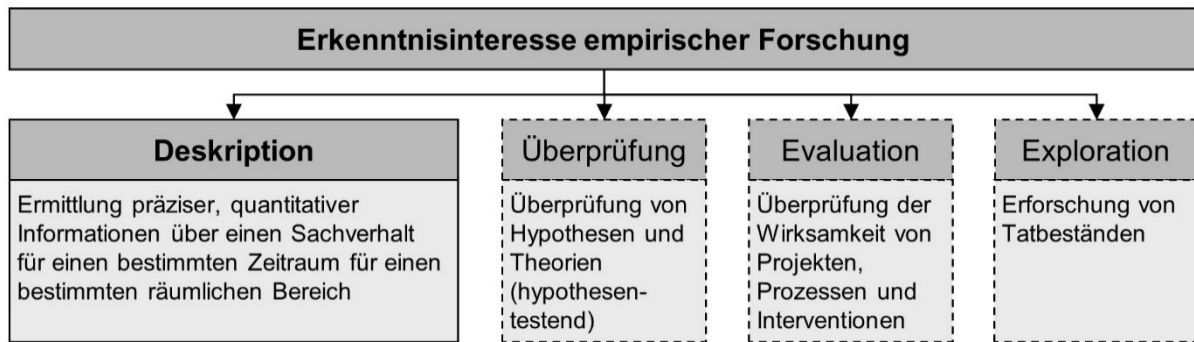 Erkenntnisinteresse empirischer Forschung
Deskription
Ermittlung präziser, quantitativer
Informationen über einen Sachverhalt
für einen bestimmten Zeitraum für einen
bestimmten räumlichen Bereich
Überprüfung
Überprüfung von
Hypothesen und
Theorien
(hypothesen-
testend)
Evaluation
Überprüfung der
Wirksamkeit von
Projekten,
Prozessen und
Interventionen
Exploration
Erforschung von
Tatbeständen